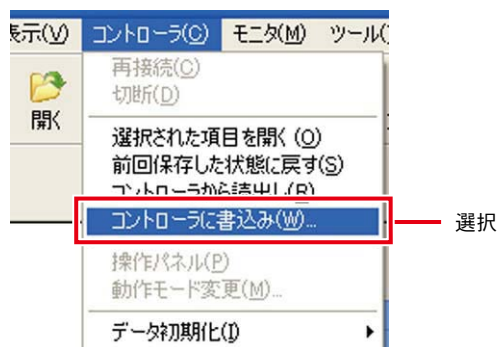 表示(V) コントローラ(C) モニタ(M) ツール(
開く
再接続(C)
切断(D)
選択された項目を開く(O)
前回保存した状態に戻す(S)
コントローラから読出し(R)
コントローラに書込み(W)...
選択
操作パネル(P)
動作モード変更(M)...
データ初期化(I)